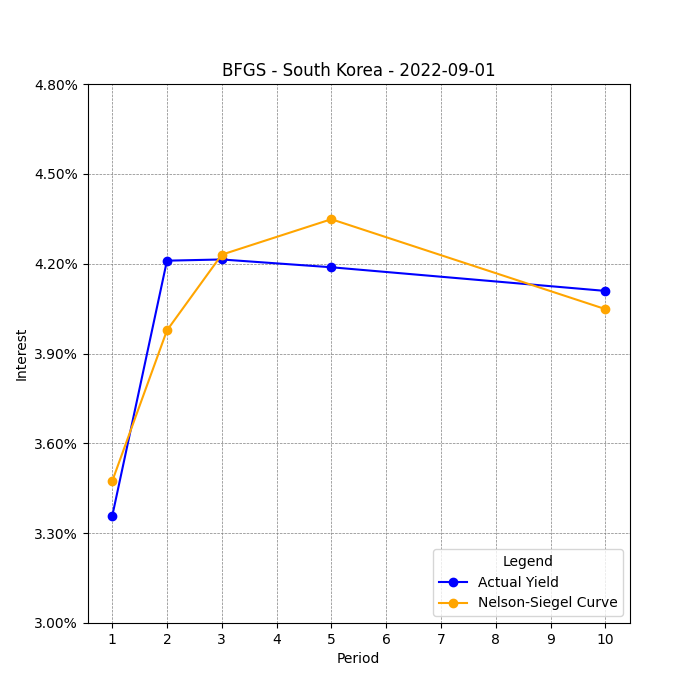 BFGS - South Korea - 2022-09-01
4.80%
4.50%
4.20%
3.90%
3.60%
3.30%
3.00%
Interest
1 2 3 4 5 6 7 8 9 10
Period
Legend
Actual Yield
Nelson-Siegel Curve